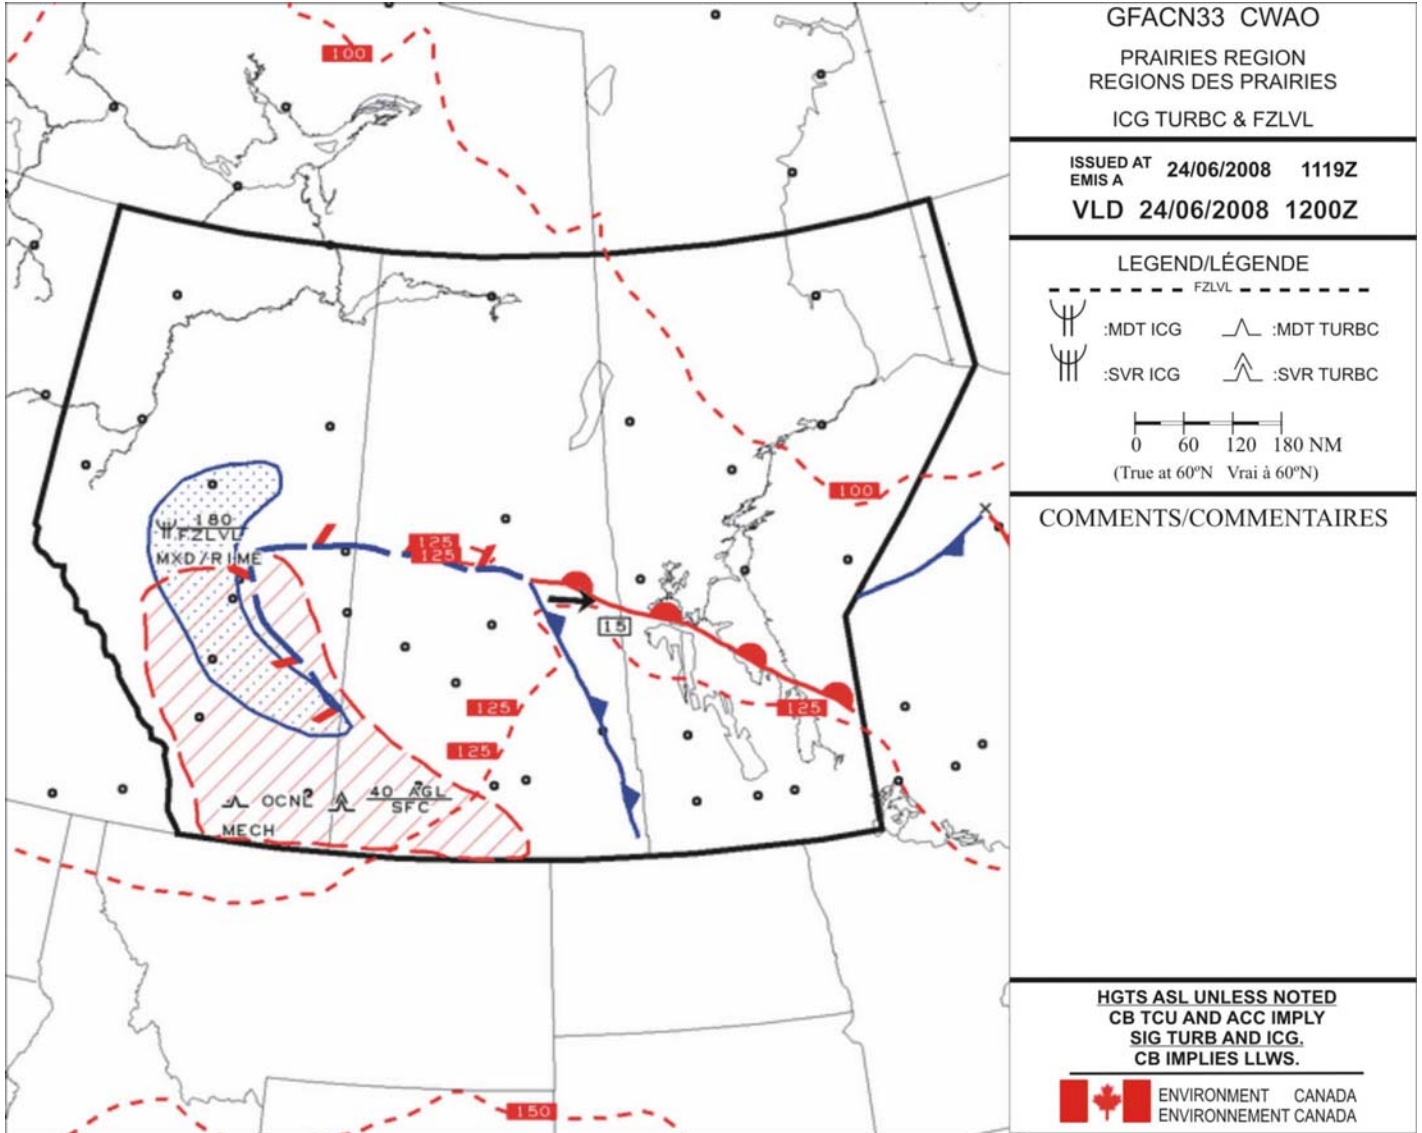 100
180
FZLVL
MXD/RIME
125
125
15
100
125
125
125
OCNL
40 AGL
SFC
MECH
150
GFACN33 CWAO
PRAIRIES REGION
REGIONS DES PRAIRIES
ICG TURBC & FZLVL
ISSUED AT 24/06/2008 1119Z
EMIS A
VLD 24/06/2008 1200Z
LEGEND/LÉGENDE
FZLVL
:MDT ICG :MDT TURBC
:SVR ICG :SVR TURBC
0 60 120 180 NM
(True at 60ºN Vrai à 60ºN)
COMMENTS/COMMENTAIRES
HGTS ASL UNLESS NOTED
CB TCU AND ACC IMPLY
SIG TURB AND ICG.
CB IMPLIES LLWS.
ENVIRONMENT CANADA
ENVIRONNEMENT CANADA